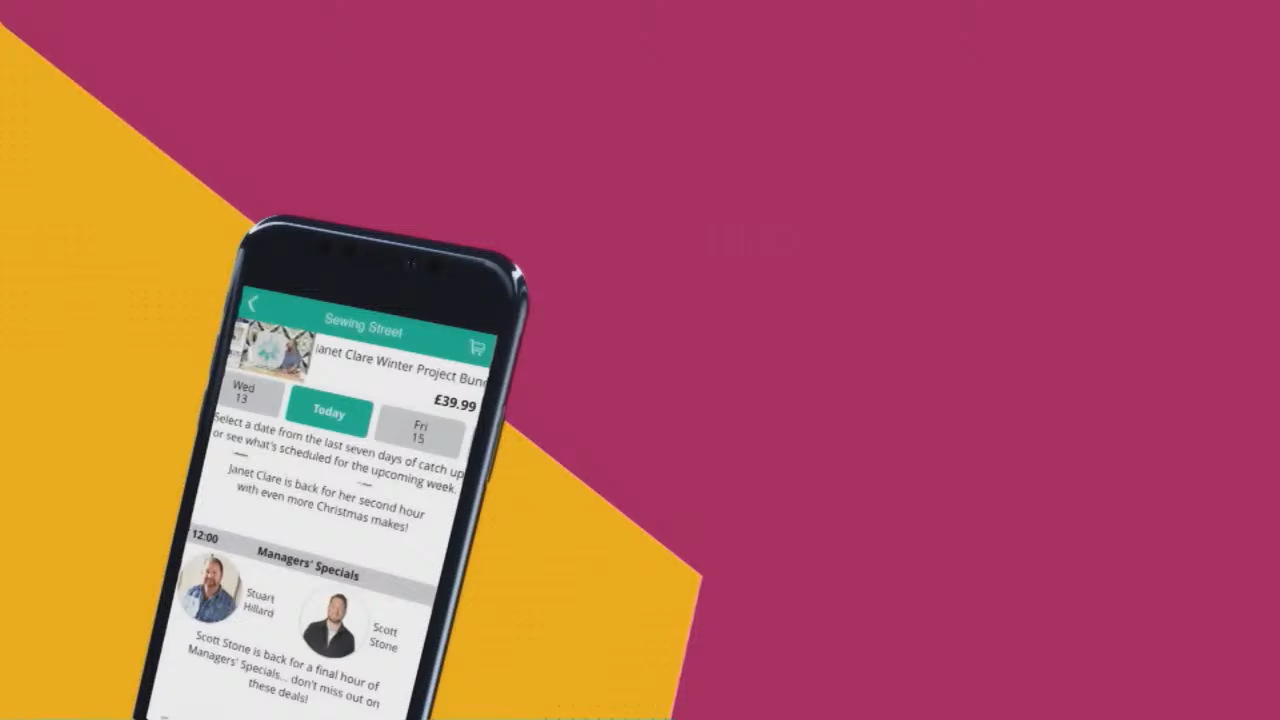 Sewing Street
Janet Clare Winter Project Bun
£39.99
Wed
13
Today
Fri
15
Select a date from the last seven days of catch up
or see what's scheduled for the upcoming week.
Janet Clare is back for her second hour
with even more Christmas makes!
12:00
Managers' Specials
Stuart
Hillard
Scott
Stone
Scott Stone is back for a final hour of
Managers' Specials... don't miss out on
these deals!